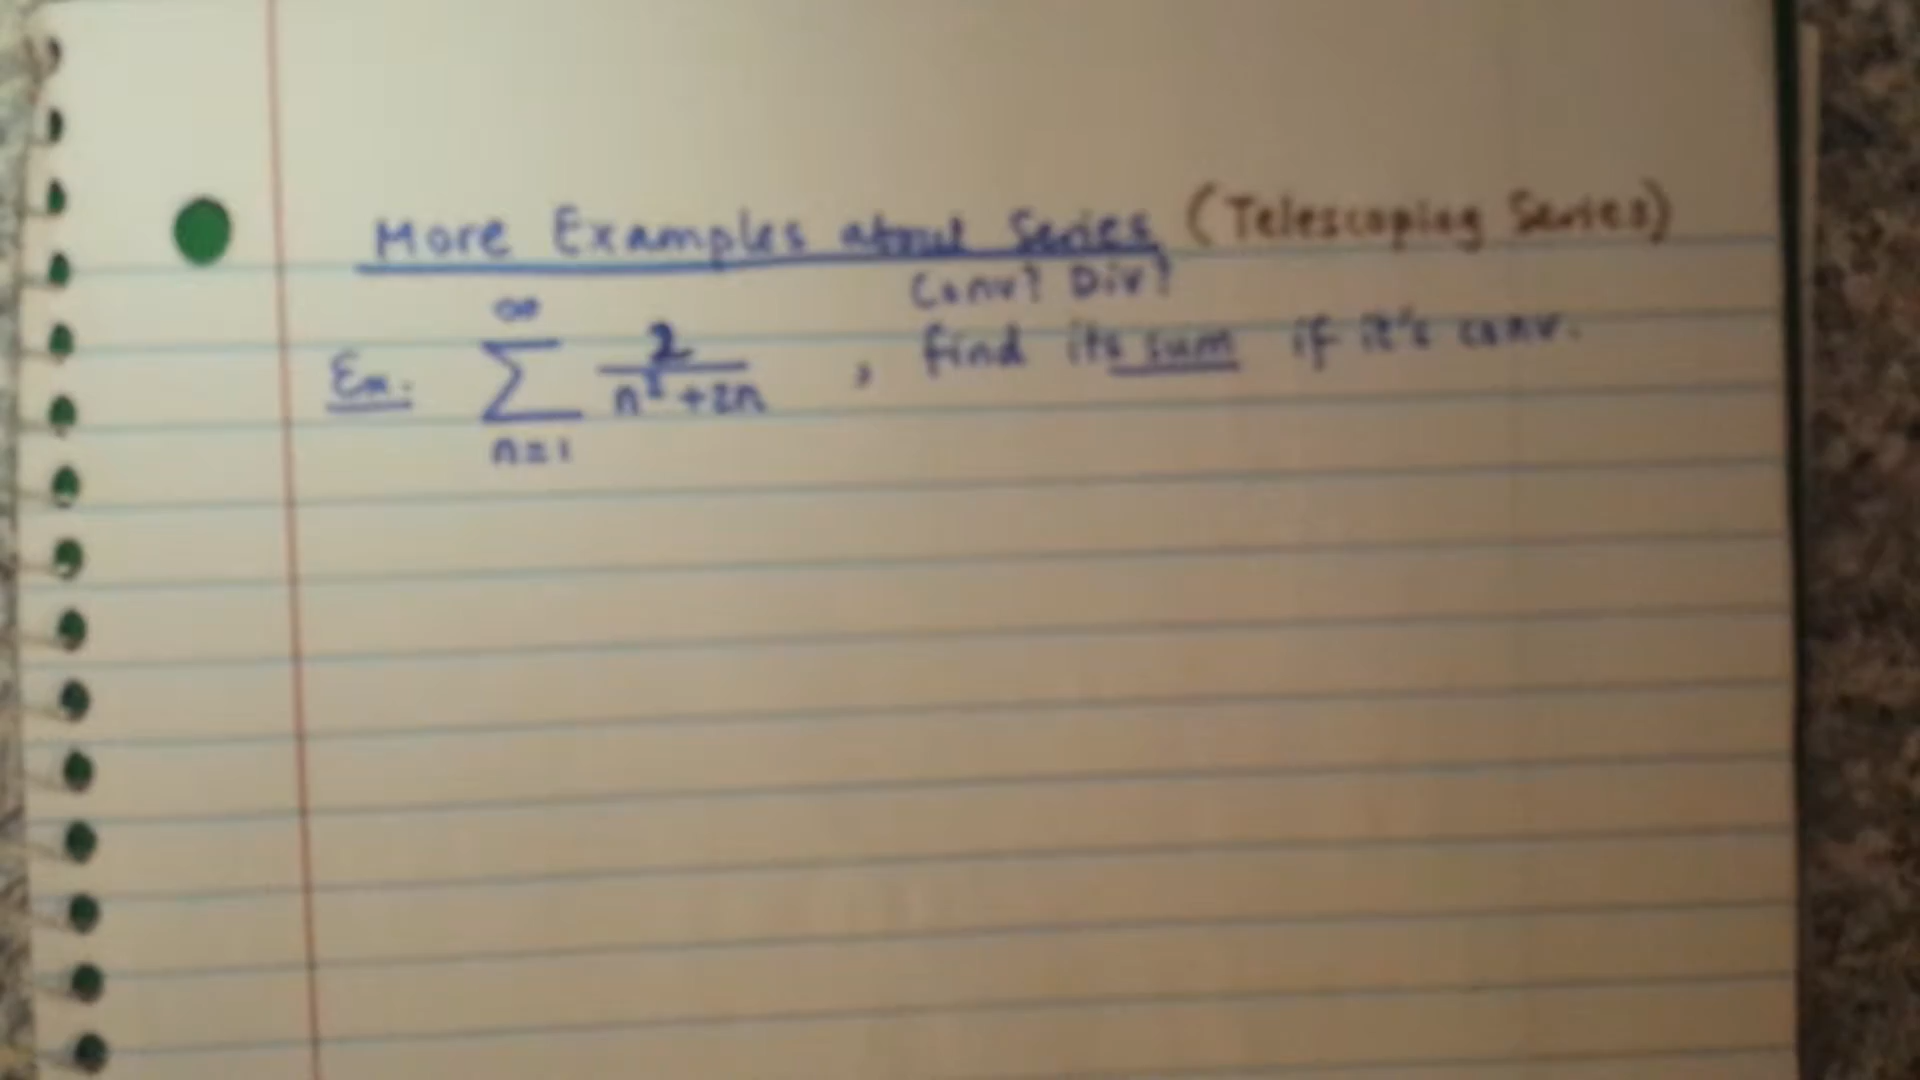 More Examples about Series (Telescoping Series)
Conv? Div?
Ex: ∞ ∑ n=1 2/(n²+2n) , find its sum if it's conv.